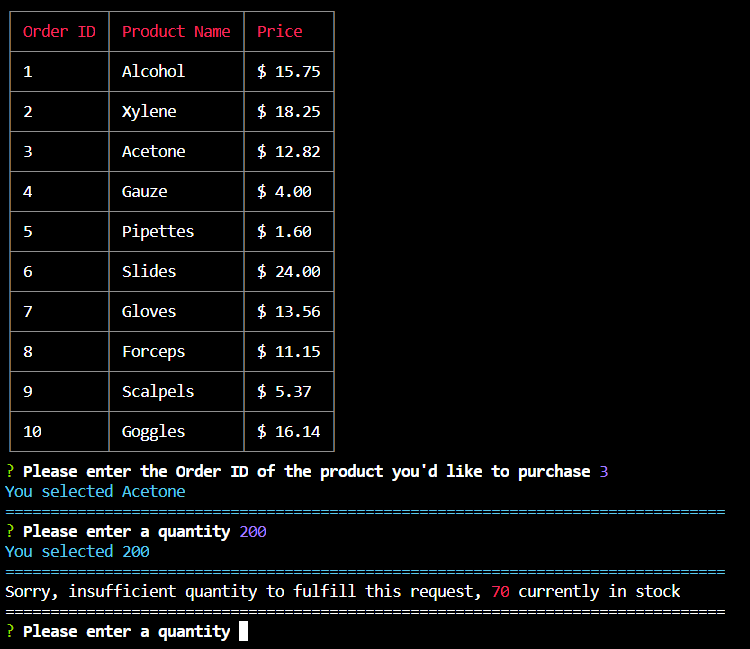 Order ID Product Name Price
1 Alcohol $ 15.75
2 Xylene $ 18.25
3 Acetone $ 12.82
4 Gauze $ 4.00
5 Pipettes $ 1.60
6 Slides $ 24.00
7 Gloves $ 13.56
8 Forceps $ 11.15
9 Scalpels $ 5.37
10 Goggles $ 16.14
? Please enter the Order ID of the product you'd like to purchase 3
You selected Acetone
================================================================================
? Please enter a quantity 200
You selected 200
================================================================================
Sorry, insufficient quantity to fulfill this request, 70 currently in stock
================================================================================
? Please enter a quantity